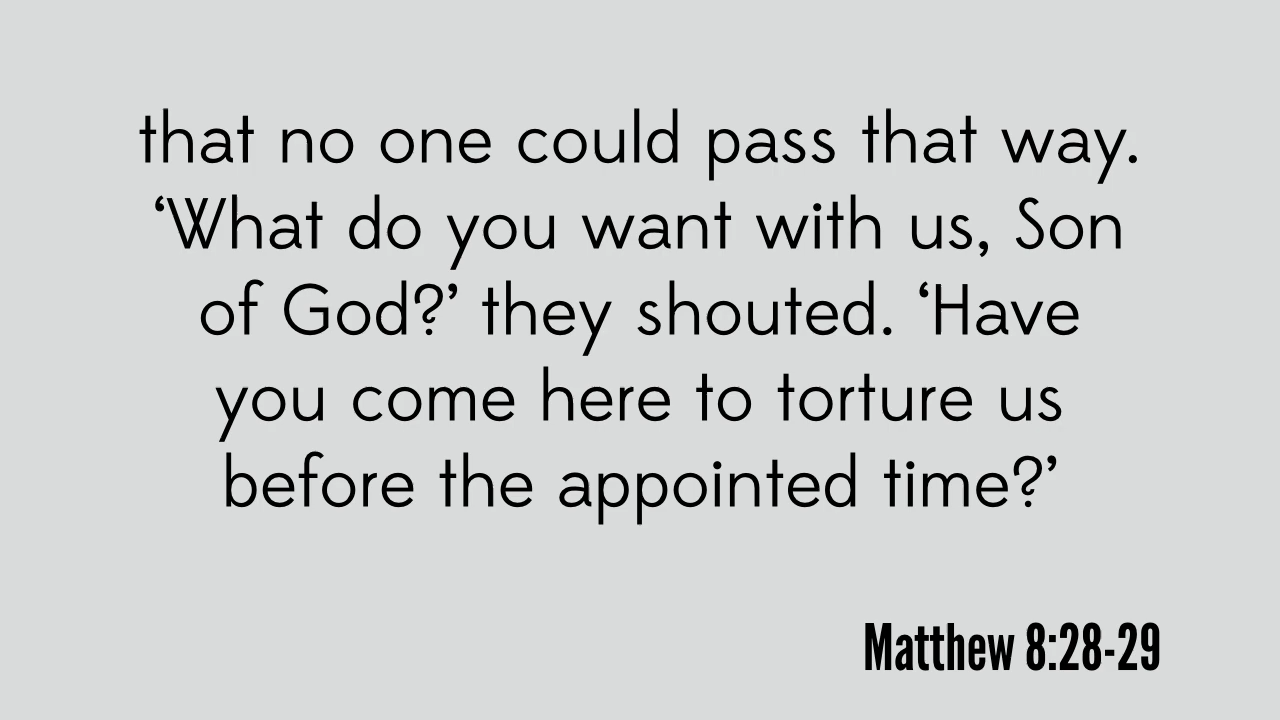 that no one could pass that way.
‘What do you want with us, Son
of God?’ they shouted. ‘Have
you come here to torture us
before the appointed time?’
Matthew 8:28-29